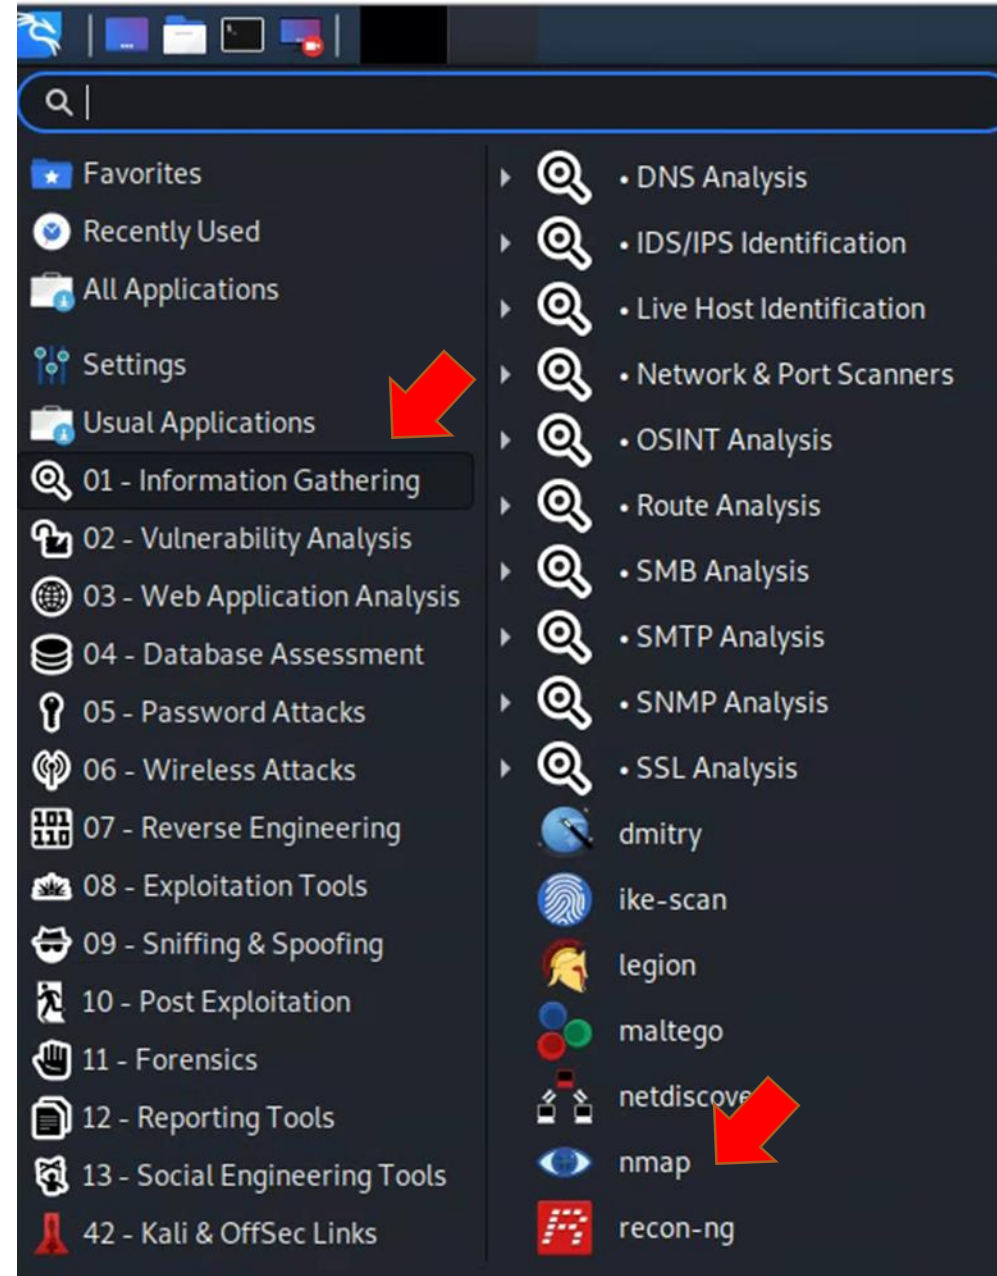 Favorites
Recently Used
All Applications
Settings
Usual Applications
01 - Information Gathering
02 - Vulnerability Analysis
03 - Web Application Analysis
04 - Database Assessment
05 - Password Attacks
06 - Wireless Attacks
07 - Reverse Engineering
08 - Exploitation Tools
09 - Sniffing & Spoofing
10 - Post Exploitation
11 - Forensics
12 - Reporting Tools
13 - Social Engineering Tools
42 - Kali & OffSec Links
• DNS Analysis
• IDS/IPS Identification
• Live Host Identification
• Network & Port Scanners
• OSINT Analysis
• Route Analysis
• SMB Analysis
• SMTP Analysis
• SNMP Analysis
• SSL Analysis
dmitry
ike-scan
legion
maltego
netdiscove
nmap
recon-ng